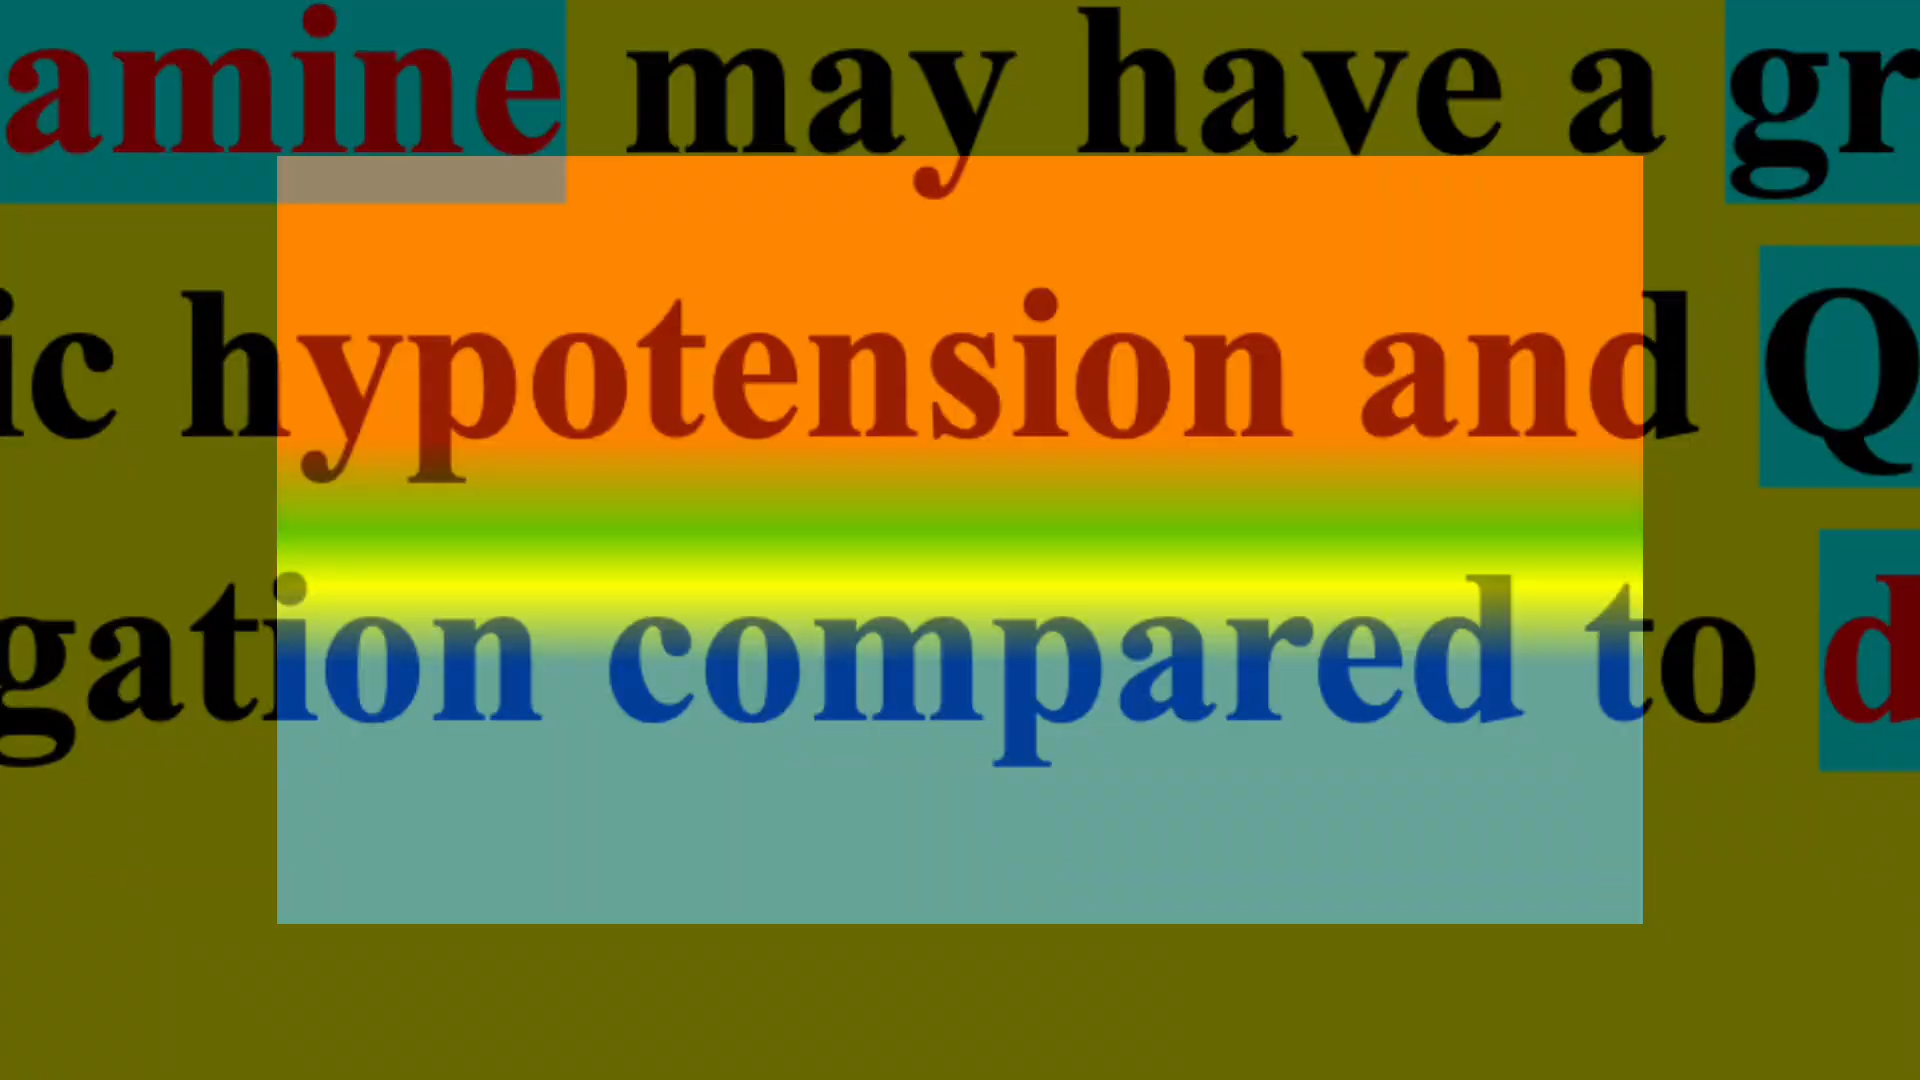 amine may have a gr
ic hypotension and Q
gation compared to d